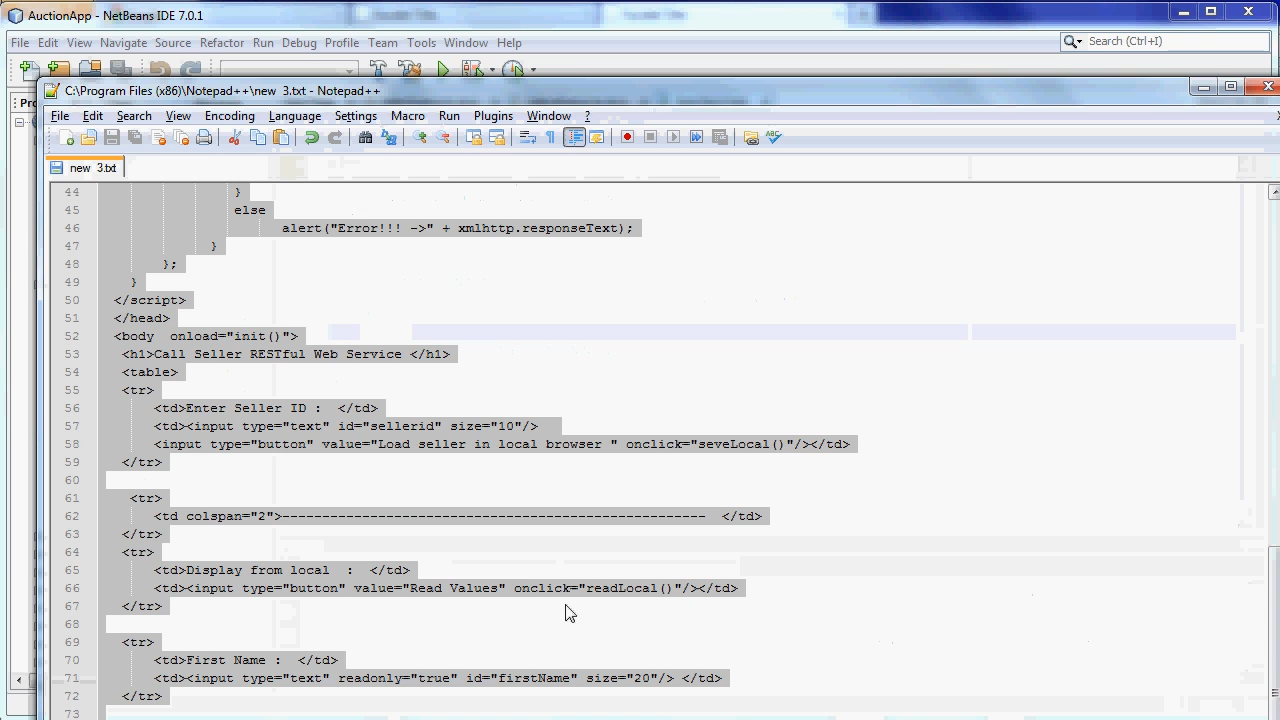 AuctionApp - NetBeans IDE 7.0.1
File Edit View Navigate Source Refactor Run Debug Profile Team Tools Window Help
Search (Ctrl+I)
C:\Program Files (x86)\Notepad++\new 3.txt - Notepad++
File Edit Search View Encoding Language Settings Macro Run Plugins Window ?
new 3.txt
44 }
45 else
46 alert("Error!!! ->" + xmlhttp.responseText);
47 }
48 };
49 }
50 </script>
51 </head>
52 <body onload="init()">
53 <h1>Call Seller RESTful Web Service </h1>
54 <table>
55 <tr>
56 <td>Enter Seller ID : </td>
57 <td><input type="text" id="sellerid" size="10"/>
58 <input type="button" value="Load seller in local browser " onclick="seveLocal()"/></td>
59 </tr>
60
61 <tr>
62 <td colspan="2">----------------------------------------------------- </td>
63 </tr>
64 <tr>
65 <td>Display from local : </td>
66 <td><input type="button" value="Read Values" onclick="readLocal()"/></td>
67 </tr>
68
69 <tr>
70 <td>First Name : </td>
71 <td><input type="text" readonly="true" id="firstName" size="20"/> </td>
72 </tr>
73